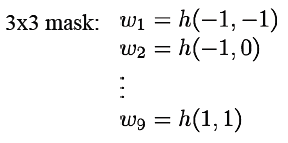 3x3 mask: w₁ = h(−1, −1)
w₂ = h(−1, 0)
⋮
w₉ = h(1, 1)